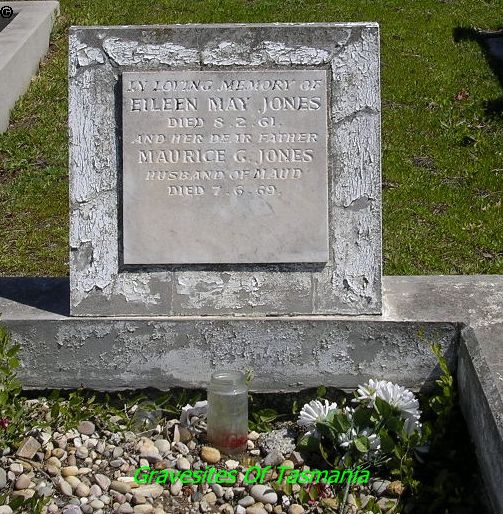 ©
IN LOVING MEMORY OF
EILEEN MAY JONES
DIED 8.2.61.
AND HER DEAR FATHER
MAURICE G. JONES
HUSBAND OF MAUD
DIED 7.6.69.
Gravesites Of Tasmania